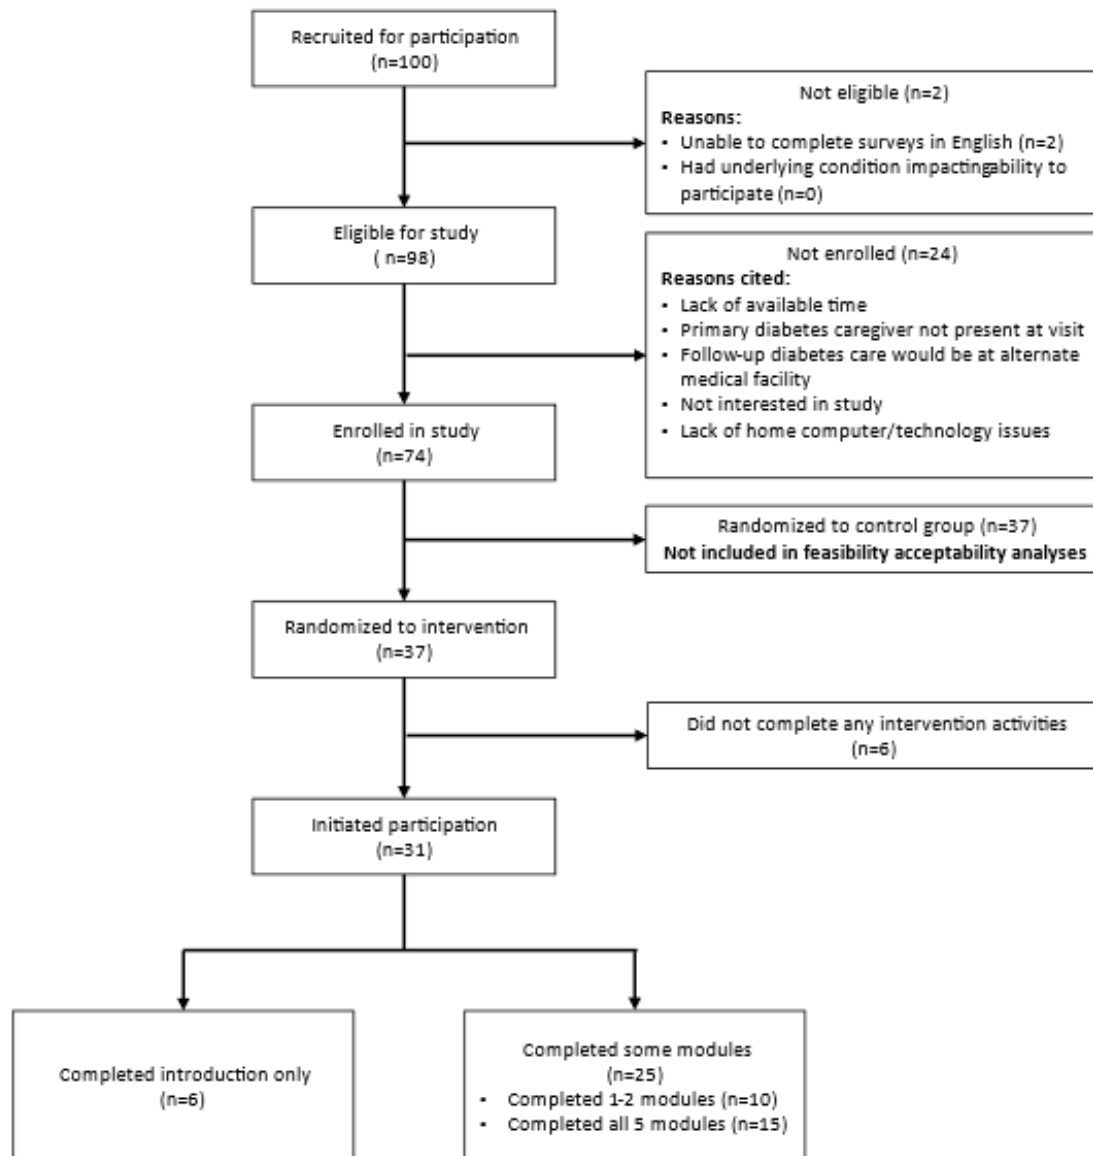 Recruited for participation
(n=100)
Not eligible (n=2)
Reasons:
▪ Unable to complete surveys in English (n=2)
▪ Had underlying condition impactingability to
participate (n=0)
Eligible for study
( n=98)
Not enrolled (n=24)
Reasons cited:
▪ Lack of available time
▪ Primary diabetes caregiver not present at visit
▪ Follow-up diabetes care would be at alternate
medical facility
▪ Not interested in study
▪ Lack of home computer/technology issues
Enrolled in study
(n=74)
Randomized to control group (n=37)
Not included in feasibility acceptability analyses
Randomized to intervention
(n=37)
Did not complete any intervention activities
(n=6)
Initiated participation
(n=31)
Completed introduction only
(n=6)
Completed some modules
(n=25)
▪ Completed 1-2 modules (n=10)
▪ Completed all 5 modules (n=15)